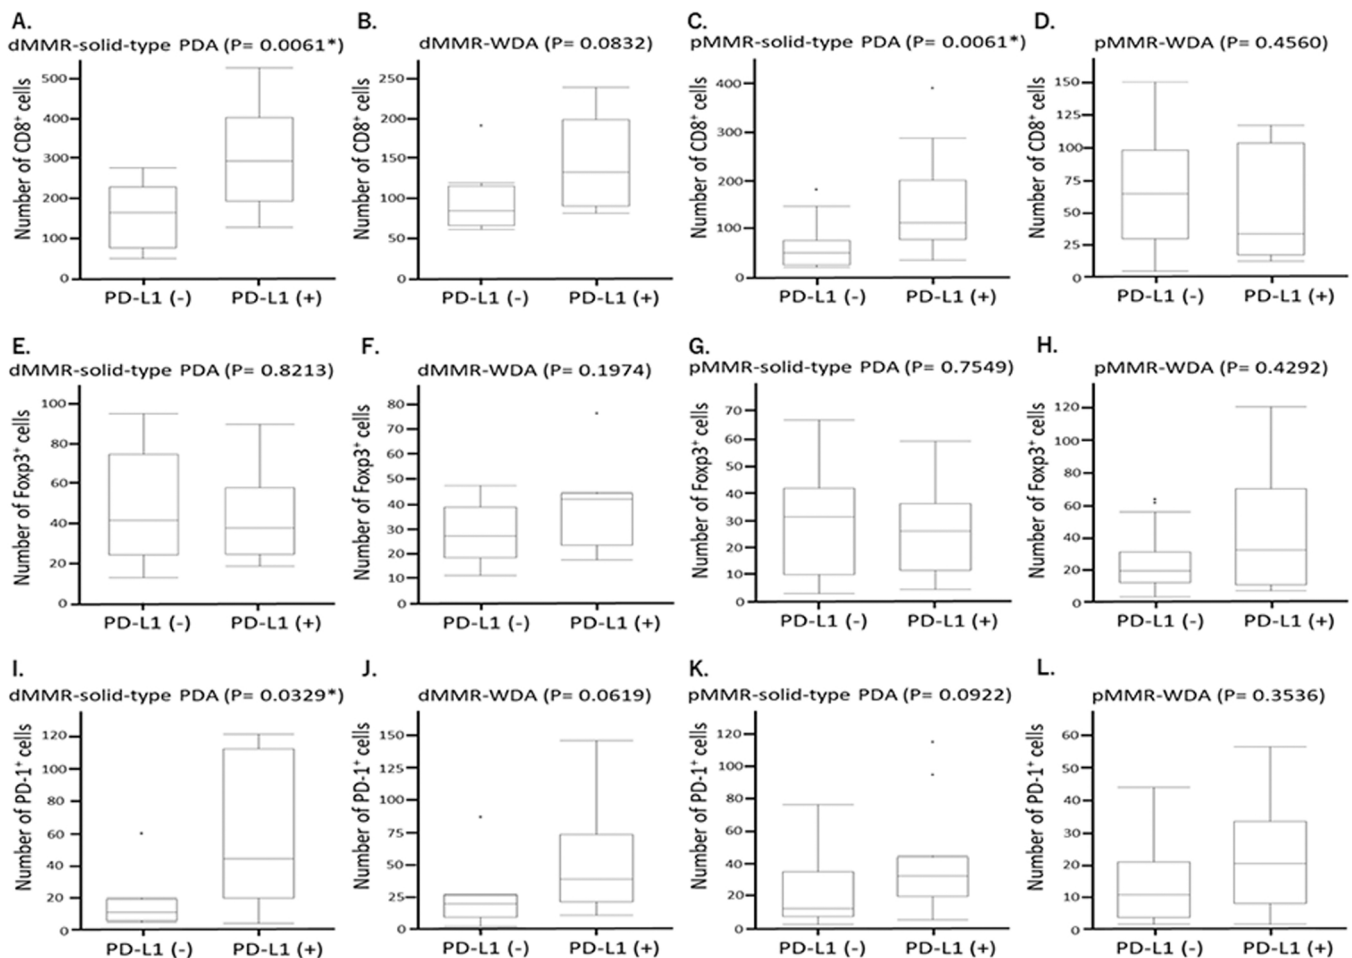 A.
dMMR-solid-type PDA (P= 0.0061*)
Number of CD8⁺ cells
500
400
300
200
100
0
PD-L1 (-) PD-L1 (+)
B.
dMMR-WDA (P= 0.0832)
Number of CD8⁺ cells
250
200
150
100
50
0
PD-L1 (-) PD-L1 (+)
C.
pMMR-solid-type PDA (P= 0.0061*)
Number of CD8⁺ cells
400
300
200
100
0
PD-L1 (-) PD-L1 (+)
D.
pMMR-WDA (P= 0.4560)
Number of CD8⁺ cells
150
125
100
75
50
25
0
PD-L1 (-) PD-L1 (+)
E.
dMMR-solid-type PDA (P= 0.8213)
Number of Foxp3⁺ cells
100
80
60
40
20
0
PD-L1 (-) PD-L1 (+)
F.
dMMR-WDA (P= 0.1974)
Number of Foxp3⁺ cells
80
70
60
50
40
30
20
10
0
PD-L1 (-) PD-L1 (+)
G.
pMMR-solid-type PDA (P= 0.7549)
Number of Foxp3⁺ cells
70
60
50
40
30
20
10
0
PD-L1 (-) PD-L1 (+)
H.
pMMR-WDA (P= 0.4292)
Number of Foxp3⁺ cells
120
100
80
60
40
20
0
PD-L1 (-) PD-L1 (+)
I.
dMMR-solid-type PDA (P= 0.0329*)
Number of PD-1⁺ cells
120
100
80
60
40
20
0
PD-L1 (-) PD-L1 (+)
J.
dMMR-WDA (P= 0.0619)
Number of PD-1⁺ cells
150
125
100
75
50
25
0
PD-L1 (-) PD-L1 (+)
K.
pMMR-solid-type PDA (P= 0.0922)
Number of PD-1⁺ cells
120
100
80
60
40
20
0
PD-L1 (-) PD-L1 (+)
L.
pMMR-WDA (P= 0.3536)
Number of PD-1⁺ cells
60
50
40
30
20
10
0
PD-L1 (-) PD-L1 (+)